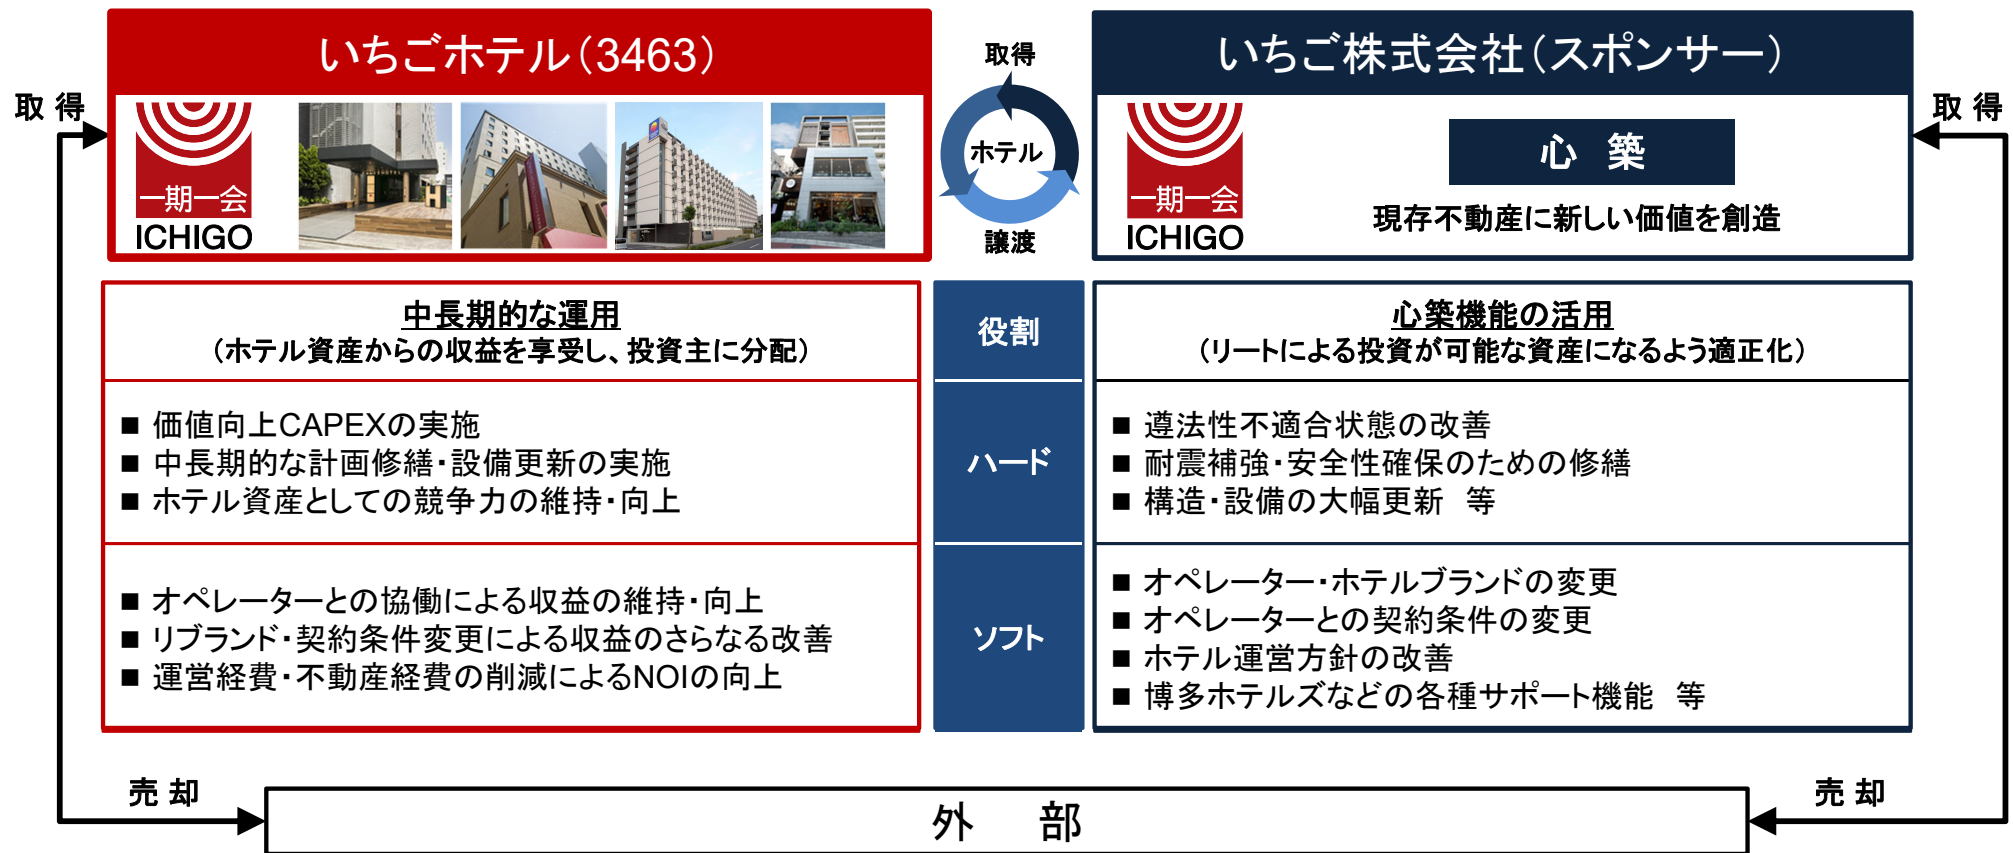 いちごホテル（3463）
取得
いちご株式会社（スポンサー）
取 得
取 得
ホテル
譲渡
一期一会
ICHIGO
一期一会
ICHIGO
心 築
現存不動産に新しい価値を創造
中長期的な運用
（ホテル資産からの収益を享受し、投資主に分配）
役割
心築機能の活用
（リートによる投資が可能な資産になるよう適正化）
■ 価値向上CAPEXの実施
■ 中長期的な計画修繕・設備更新の実施
■ ホテル資産としての競争力の維持・向上
ハード
■ 遵法性不適合状態の改善
■ 耐震補強・安全性確保のための修繕
■ 構造・設備の大幅更新　等
■ オペレーターとの協働による収益の維持・向上
■ リブランド・契約条件変更による収益のさらなる改善
■ 運営経費・不動産経費の削減によるNOIの向上
ソフト
■ オペレーター・ホテルブランドの変更
■ オペレーターとの契約条件の変更
■ ホテル運営方針の改善
■ 博多ホテルズなどの各種サポート機能　等
売 却
売 却
外　部